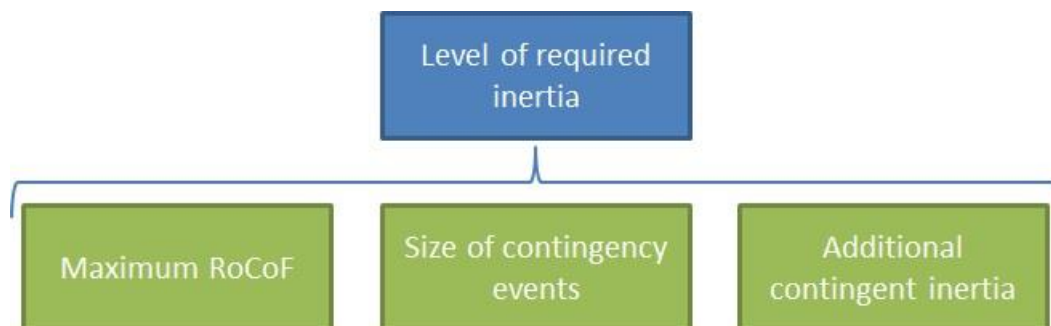 Level of required
inertia
Maximum RoCoF
Size of contingency
events
Additional
contingent inertia